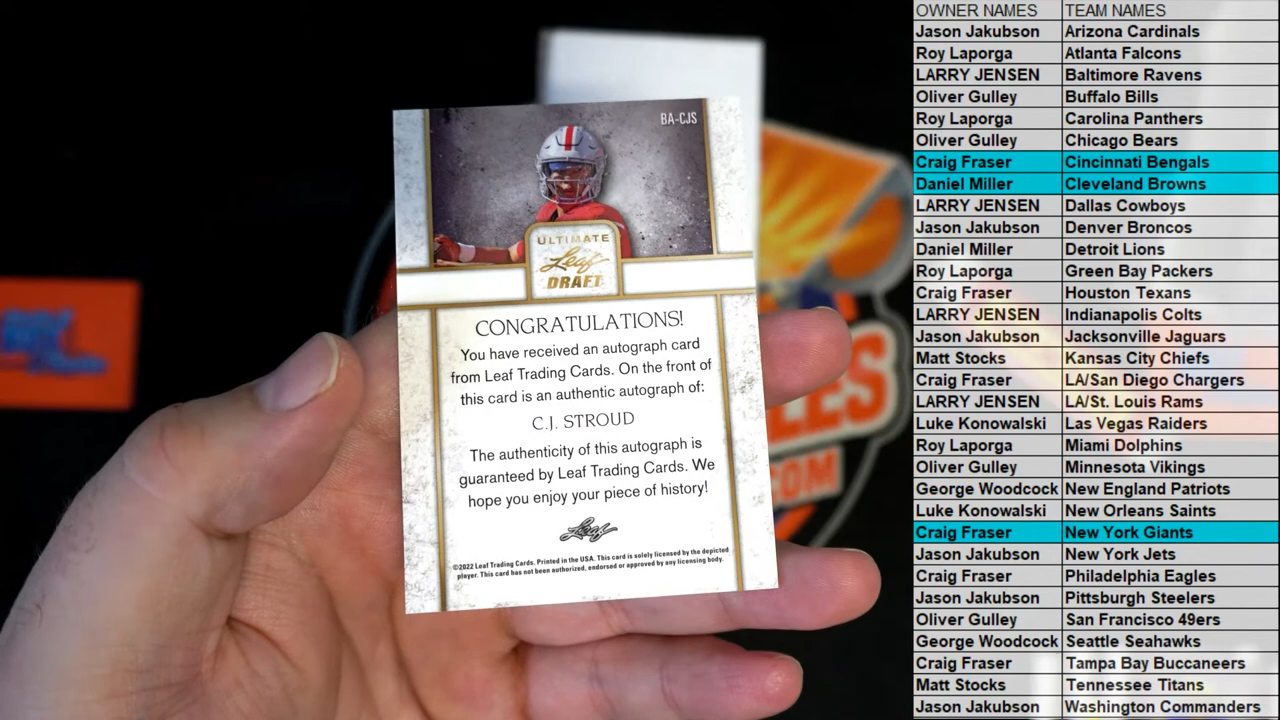 BA-CJS
ULTIMATE
Leaf
DRAFT
CONGRATULATIONS!
You have received an autograph card
from Leaf Trading Cards. On the front of
this card is an authentic autograph of:
C.J. STROUD
The authenticity of this autograph is
guaranteed by Leaf Trading Cards. We
hope you enjoy your piece of history!
Leaf
©2022 Leaf Trading Cards. Printed in the USA. This card is solely licensed by the depicted
player. This card has not been authorized, endorsed or approved by any licensing body.
OWNER NAMES TEAM NAMES
Jason Jakubson Arizona Cardinals
Roy Laporga Atlanta Falcons
LARRY JENSEN Baltimore Ravens
Oliver Gulley Buffalo Bills
Roy Laporga Carolina Panthers
Oliver Gulley Chicago Bears
Craig Fraser Cincinnati Bengals
Daniel Miller Cleveland Browns
LARRY JENSEN Dallas Cowboys
Jason Jakubson Denver Broncos
Daniel Miller Detroit Lions
Roy Laporga Green Bay Packers
Craig Fraser Houston Texans
LARRY JENSEN Indianapolis Colts
Jason Jakubson Jacksonville Jaguars
Matt Stocks Kansas City Chiefs
Craig Fraser LA/San Diego Chargers
LARRY JENSEN LA/St. Louis Rams
Luke Konowalski Las Vegas Raiders
Roy Laporga Miami Dolphins
Oliver Gulley Minnesota Vikings
George Woodcock New England Patriots
Luke Konowalski New Orleans Saints
Craig Fraser New York Giants
Jason Jakubson New York Jets
Craig Fraser Philadelphia Eagles
Jason Jakubson Pittsburgh Steelers
Oliver Gulley San Francisco 49ers
George Woodcock Seattle Seahawks
Craig Fraser Tampa Bay Buccaneers
Matt Stocks Tennessee Titans
Jason Jakubson Washington Commanders